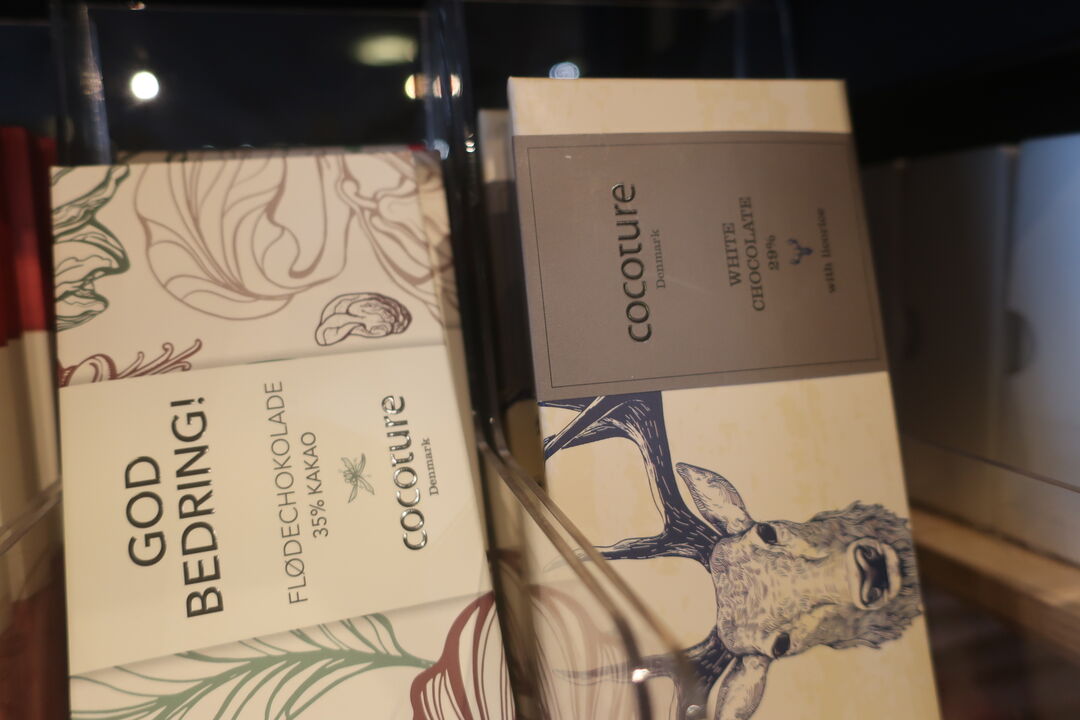 GOD
BEDRING!
FLØDECHOKOLADE
35% KAKAO
cocoture
Denmark
cocoture
Denmark
WHITE
CHOCOLATE
29%
with licorice